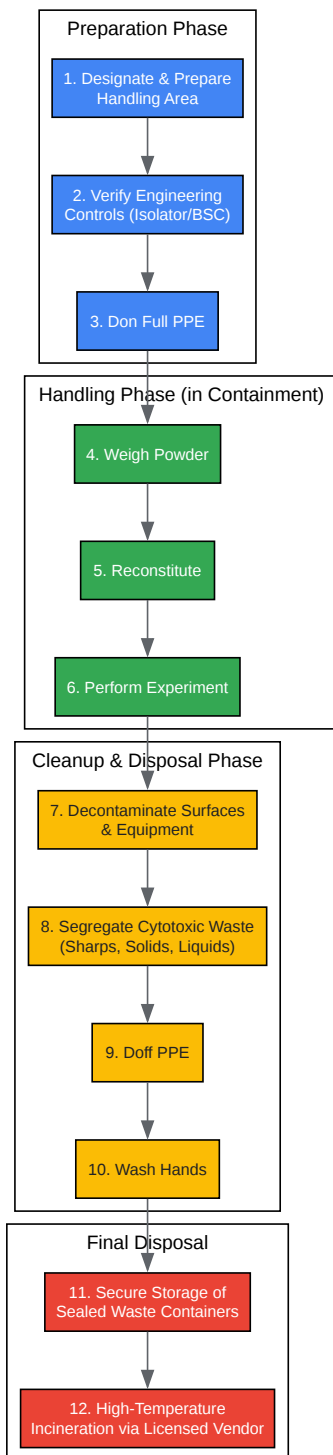 Preparation Phase
1. Designate & Prepare
Handling Area
2. Verify Engineering
Controls (Isolator/BSC)
3. Don Full PPE
Handling Phase (in Containment)
4. Weigh Powder
5. Reconstitute
6. Perform Experiment
Cleanup & Disposal Phase
7. Decontaminate Surfaces
& Equipment
8. Segregate Cytotoxic Waste
(Sharps, Solids, Liquids)
9. Doff PPE
10. Wash Hands
Final Disposal
11. Secure Storage of
Sealed Waste Containers
12. High-Temperature
Incineration via Licensed Vendor